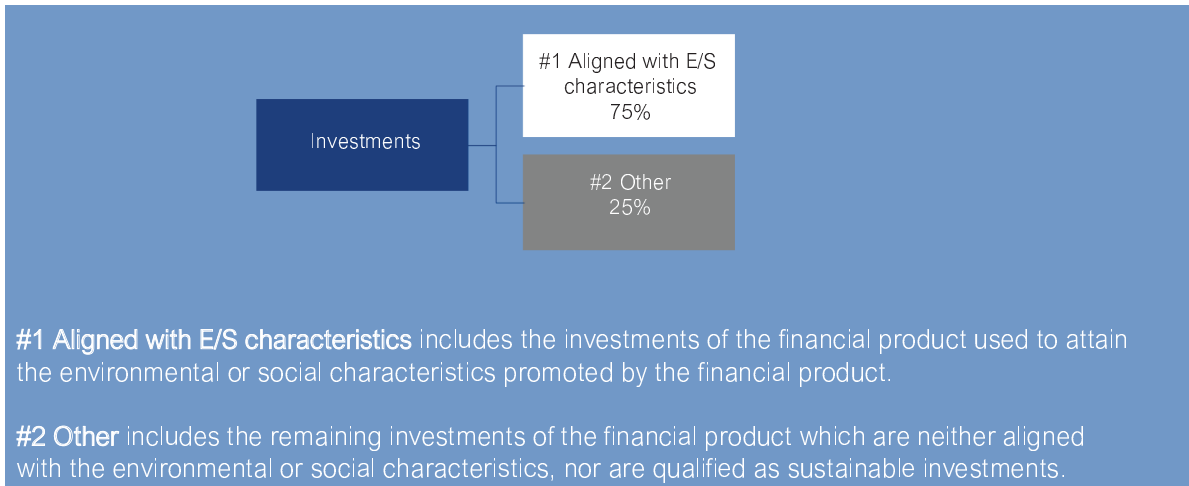 #1 Aligned with E/S
characteristics
75%
Investments
#2 Other
25%
#1 Aligned with E/S characteristics includes the investments of the financial product used to attain
the environmental or social characteristics promoted by the financial product.
#2 Other includes the remaining investments of the financial product which are neither aligned
with the environmental or social characteristics, nor are qualified as sustainable investments.